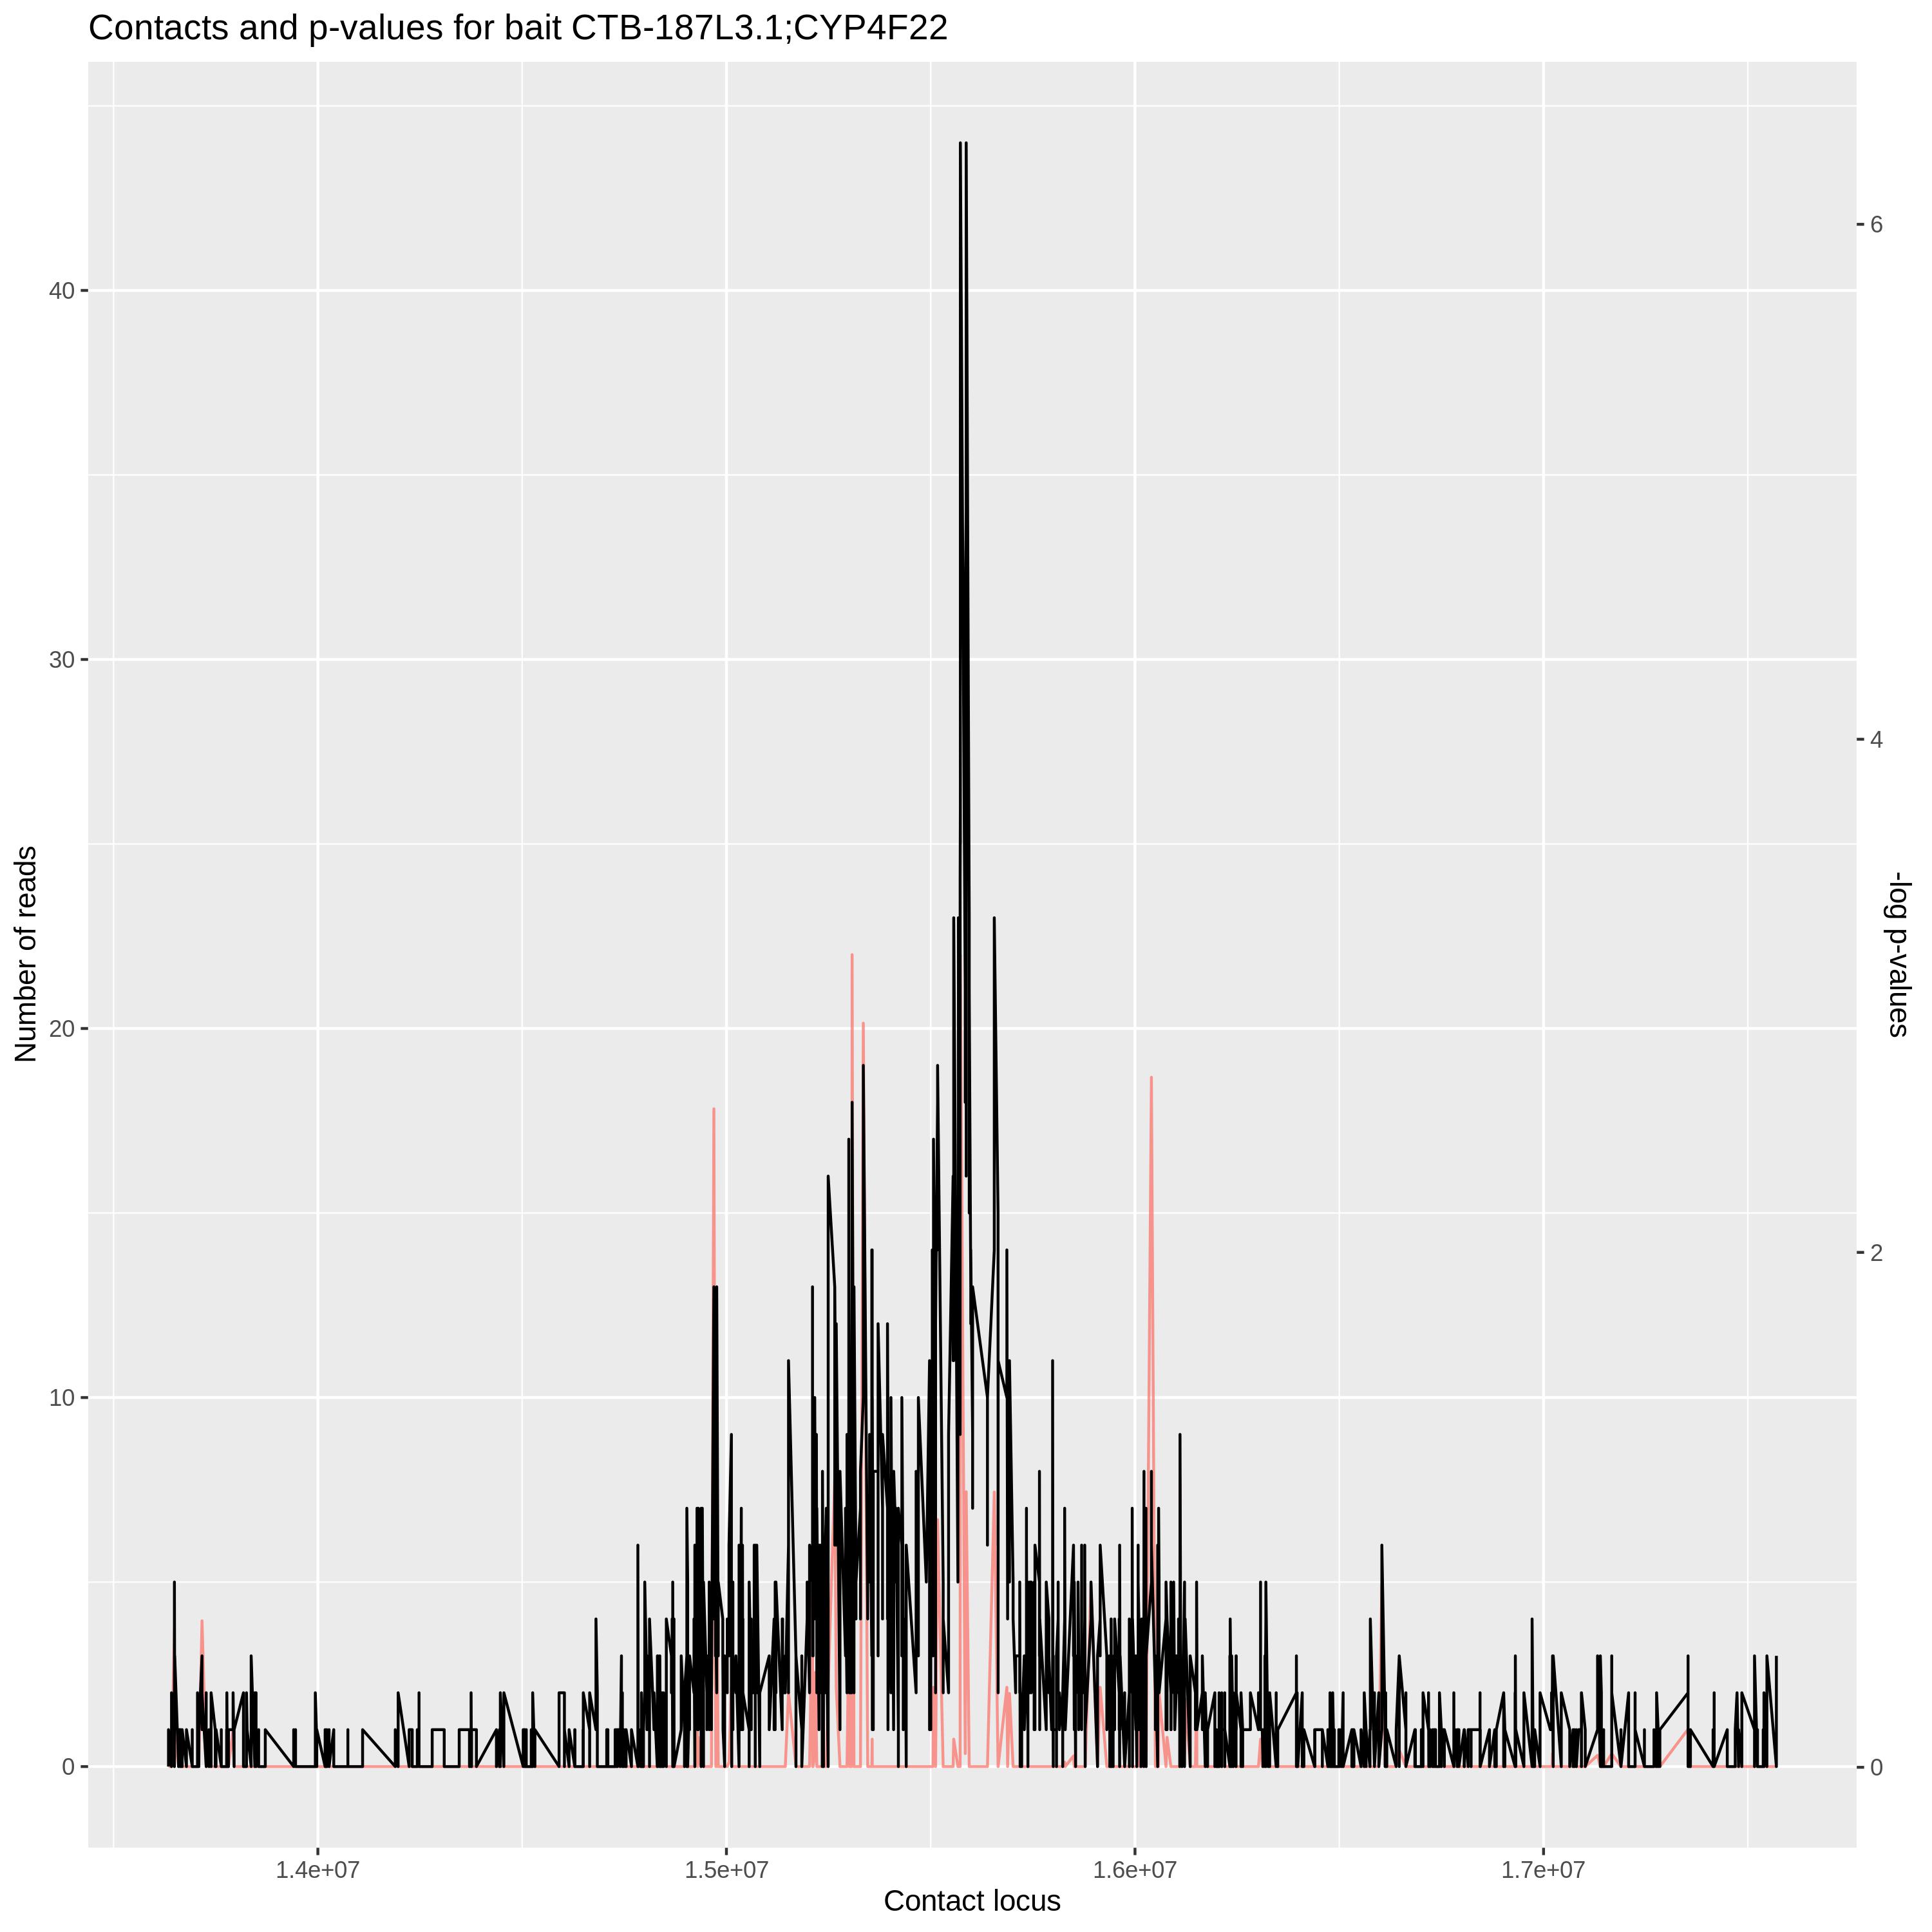 Contacts and p-values for bait CTB-187L3.1;CYP4F22
Number of reads
40
30
20
10
0
6
4
2
0
-log p-values
1.4e+07
1.5e+07
1.6e+07
1.7e+07
Contact locus